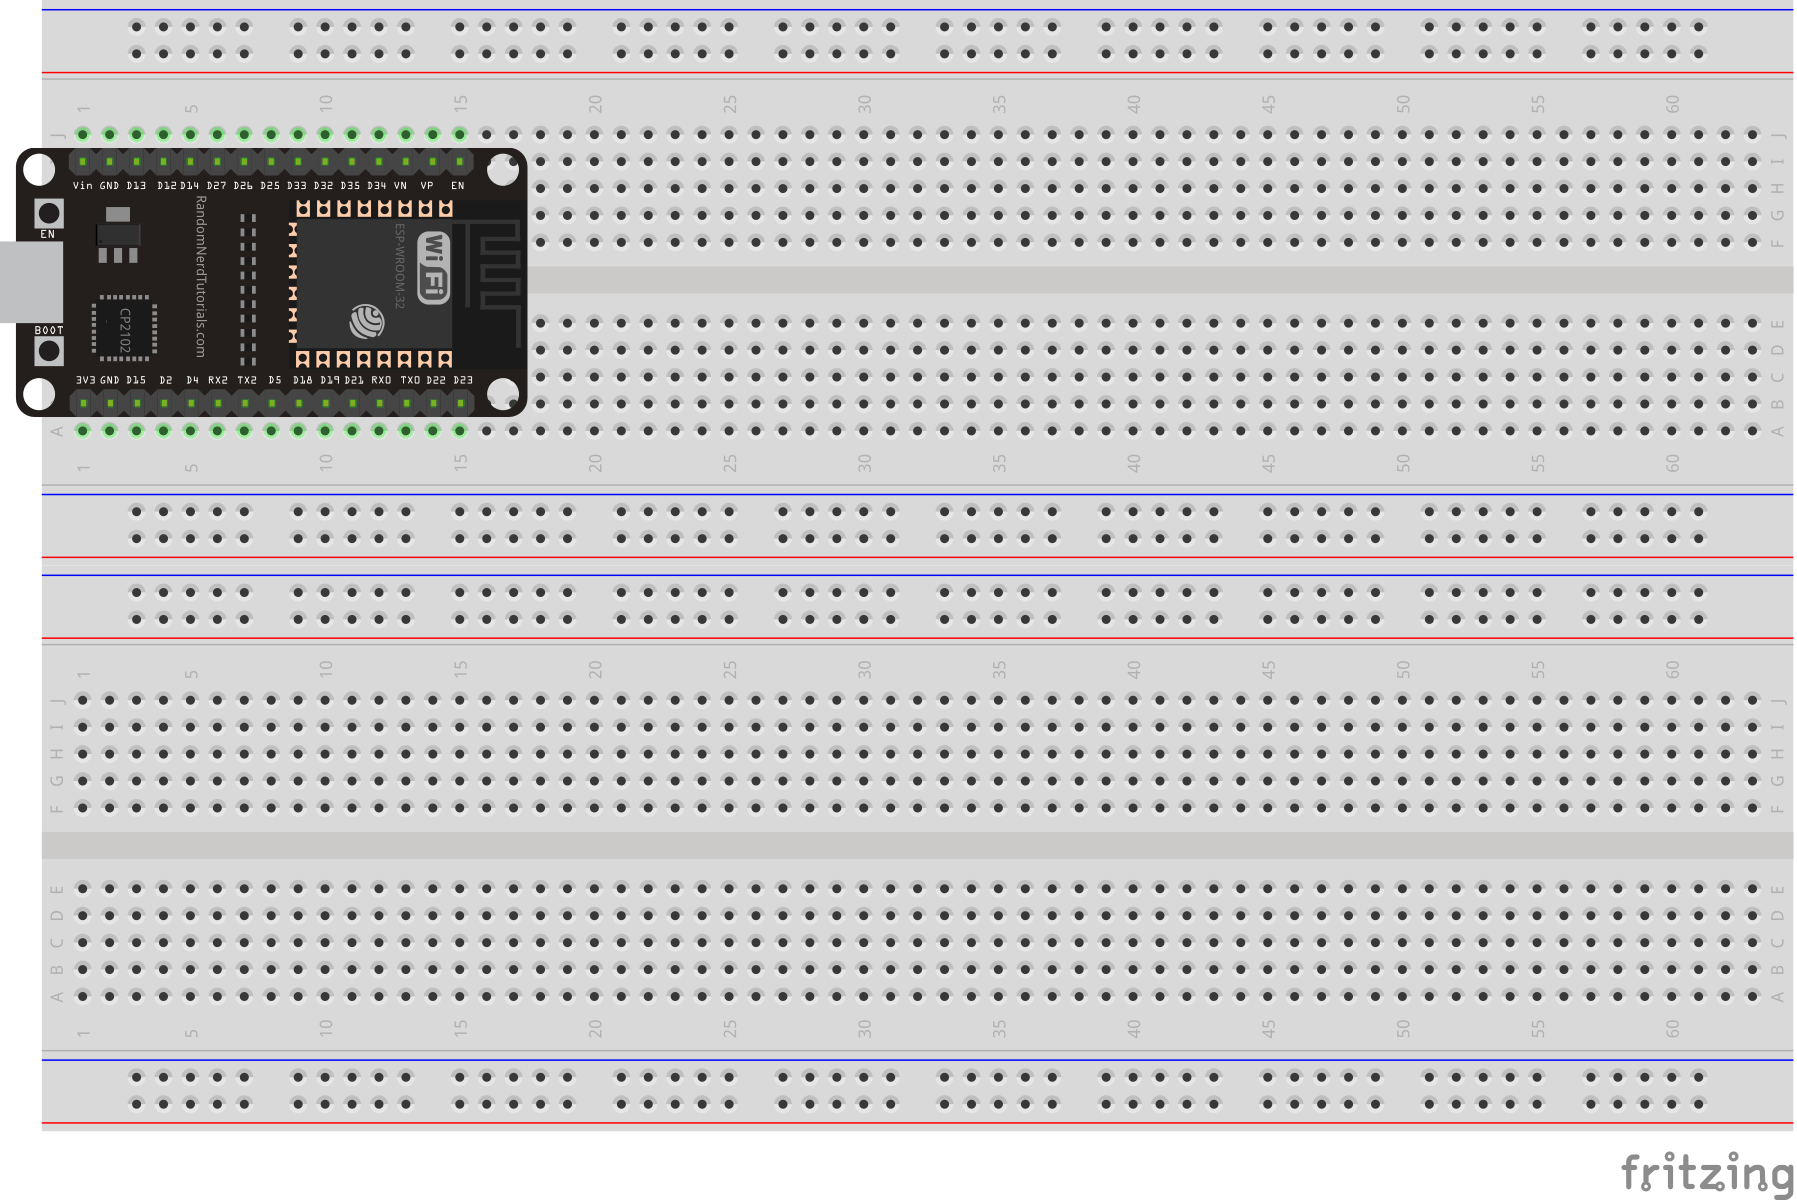 1 5 10 15 20 25 30 35 40 45 50 55 60
J J
I
H
G
F
Vin GND D13 D12 D14 D27 D26 D25 D33 D32 D35 D34 VN VP EN
EN
RandomNerdTutorials.com
ESP-WROOM-32
WiFi
CP2102
BOOT
3V3 GND D15 D2 D4 RX2 TX2 D5 D18 D19 D21 RX0 TX0 D22 D23
E
D
C
B
A A
1 5 10 15 20 25 30 35 40 45 50 55 60
1 5 10 15 20 25 30 35 40 45 50 55 60
J J
I I
H H
G G
F F
E E
D D
C C
B B
A A
1 5 10 15 20 25 30 35 40 45 50 55 60
fritzing